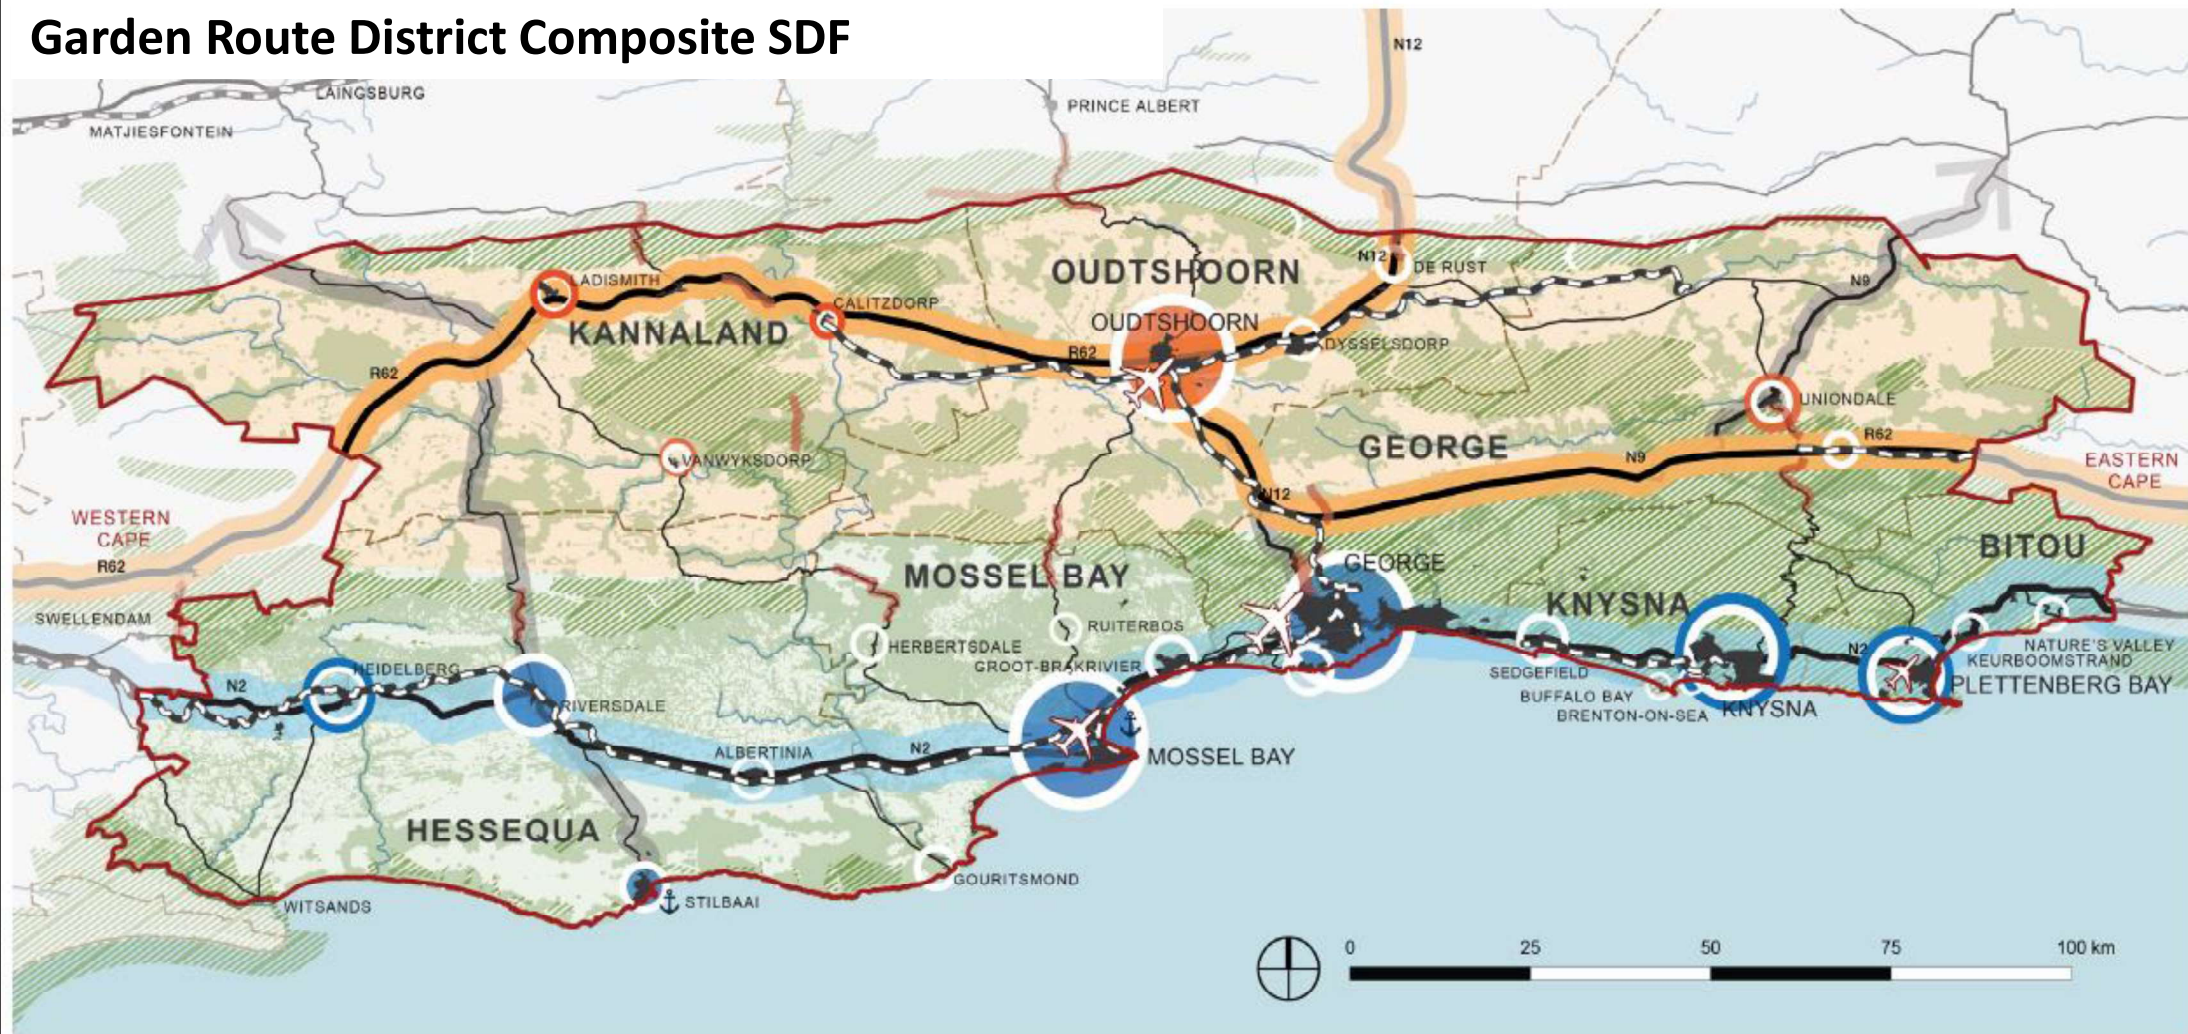 Garden Route District Composite SDF
N12
LAINGSBURG
PRINCE ALBERT
MATJIESFONTEIN
N12
DE RUST
OUDTSHOORN
LADISMITH
N9
CALITZDORP
OUDTSHOORN
KANNALAND
DYSSELSDORP
R62
R62
UNIONDALE
R62
GEORGE
N9
VANWYKSDORP
EASTERN
CAPE
N12
WESTERN
CAPE
BITOU
R62
GEORGE
MOSSEL BAY
KNYSNA
SWELLENDAM
RUITERBOS
HERBERTSDALE
NATURE'S VALLEY
N2
GROOT-BRAKRIVIER
KEURBOOMSTRAND
HEIDELBERG
SEDGEFIELD
N2
PLETTENBERG BAY
BUFFALO BAY
RIVERSDALE
BRENTON-ON-SEA
KNYSNA
ALBERTINIA
N2
MOSSEL BAY
HESSEQUA
GOURITSMOND
WITSANDS
STILBAAI
0 25 50 75 100 km